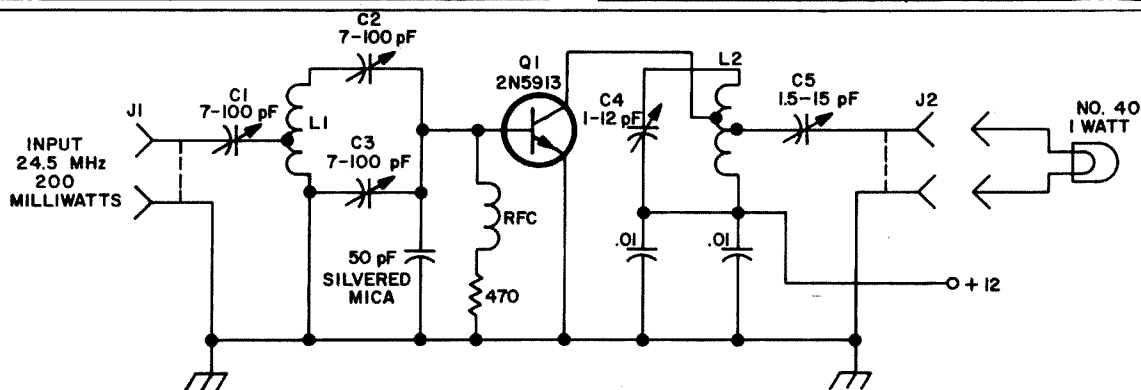 C2
7-100 pF
Q1
2N5913
L2
C5
1.5-15 pF
J1
C1
7-100 pF
L1
C4
1-12 pF
J2
NO. 40
1 WATT
INPUT
24.5 MHz
200
MILLIWATTS
C3
7-100 pF
RFC
50 pF
SILVERED
MICA
470
.01
.01
+12